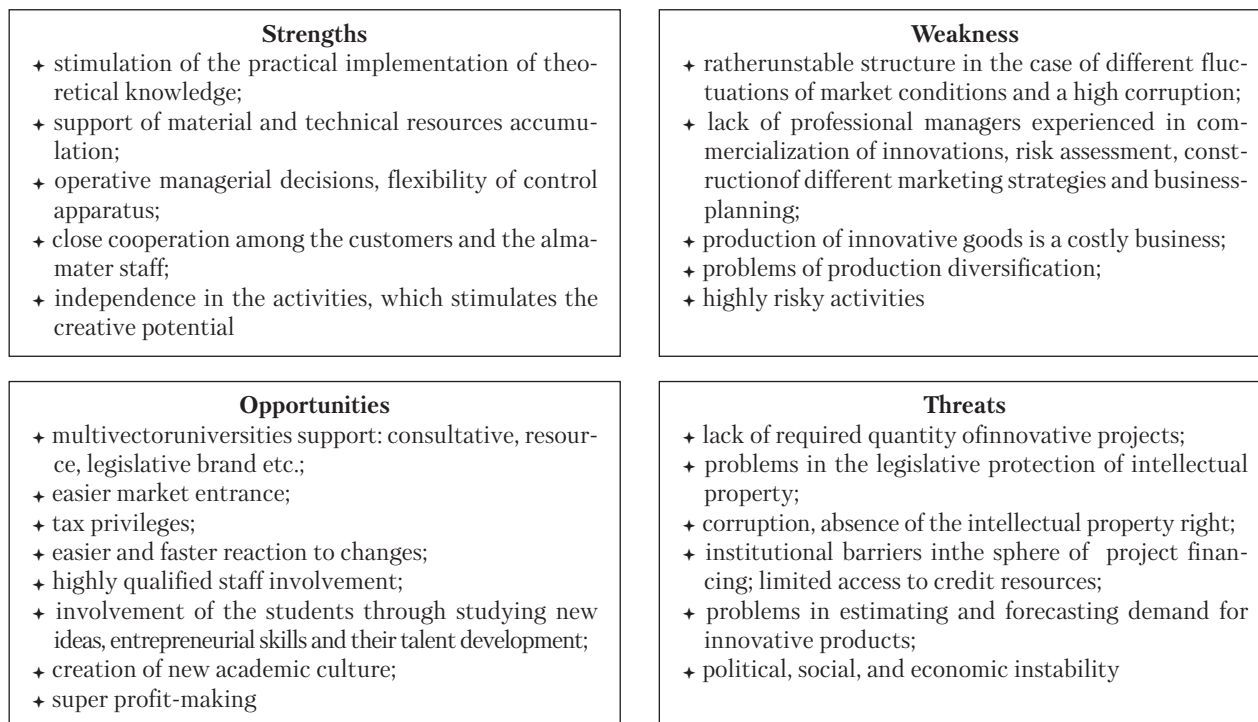 Strengths
✦ stimulation of the practical implementation of theo-
retical knowledge;
✦ support of material and technical resources accumu-
lation;
✦ operative managerial decisions, flexibility of control
apparatus;
✦ close cooperation among the customers and the alma-
mater staff;
✦ independence in the activities, which stimulates the
creative potential
Weakness
✦ ratherunstable structure in the case of different fluc-
tuations of market conditions and a high corruption;
✦ lack of professional managers experienced in com-
mercialization of innovations, risk assessment, const-
ructionof different marketing strategies and business-
planning;
✦ production of innovative goods is a costly business;
✦ problems of production diversification;
✦ highly risky activities
Opportunities
✦ multivectoruniversities support: consultative, resour-
ce, legislative brand etc.;
✦ easier market entrance;
✦ tax privileges;
✦ easier and faster reaction to changes;
✦ highly qualified staff involvement;
✦ involvement of the students through studying new
ideas, entrepreneurial skills and their talent development;
✦ creation of new academic culture;
✦ super profit-making
Threats
✦ lack of required quantity ofinnovative projects;
✦ problems in the legislative protection of intellectual
property;
✦ corruption, absence of the intellectual property right;
✦ institutional barriers inthe sphere of project finan-
cing; limited access to credit resources;
✦ problems in estimating and forecasting demand for
innovative products;
✦ political, social, and economic instability